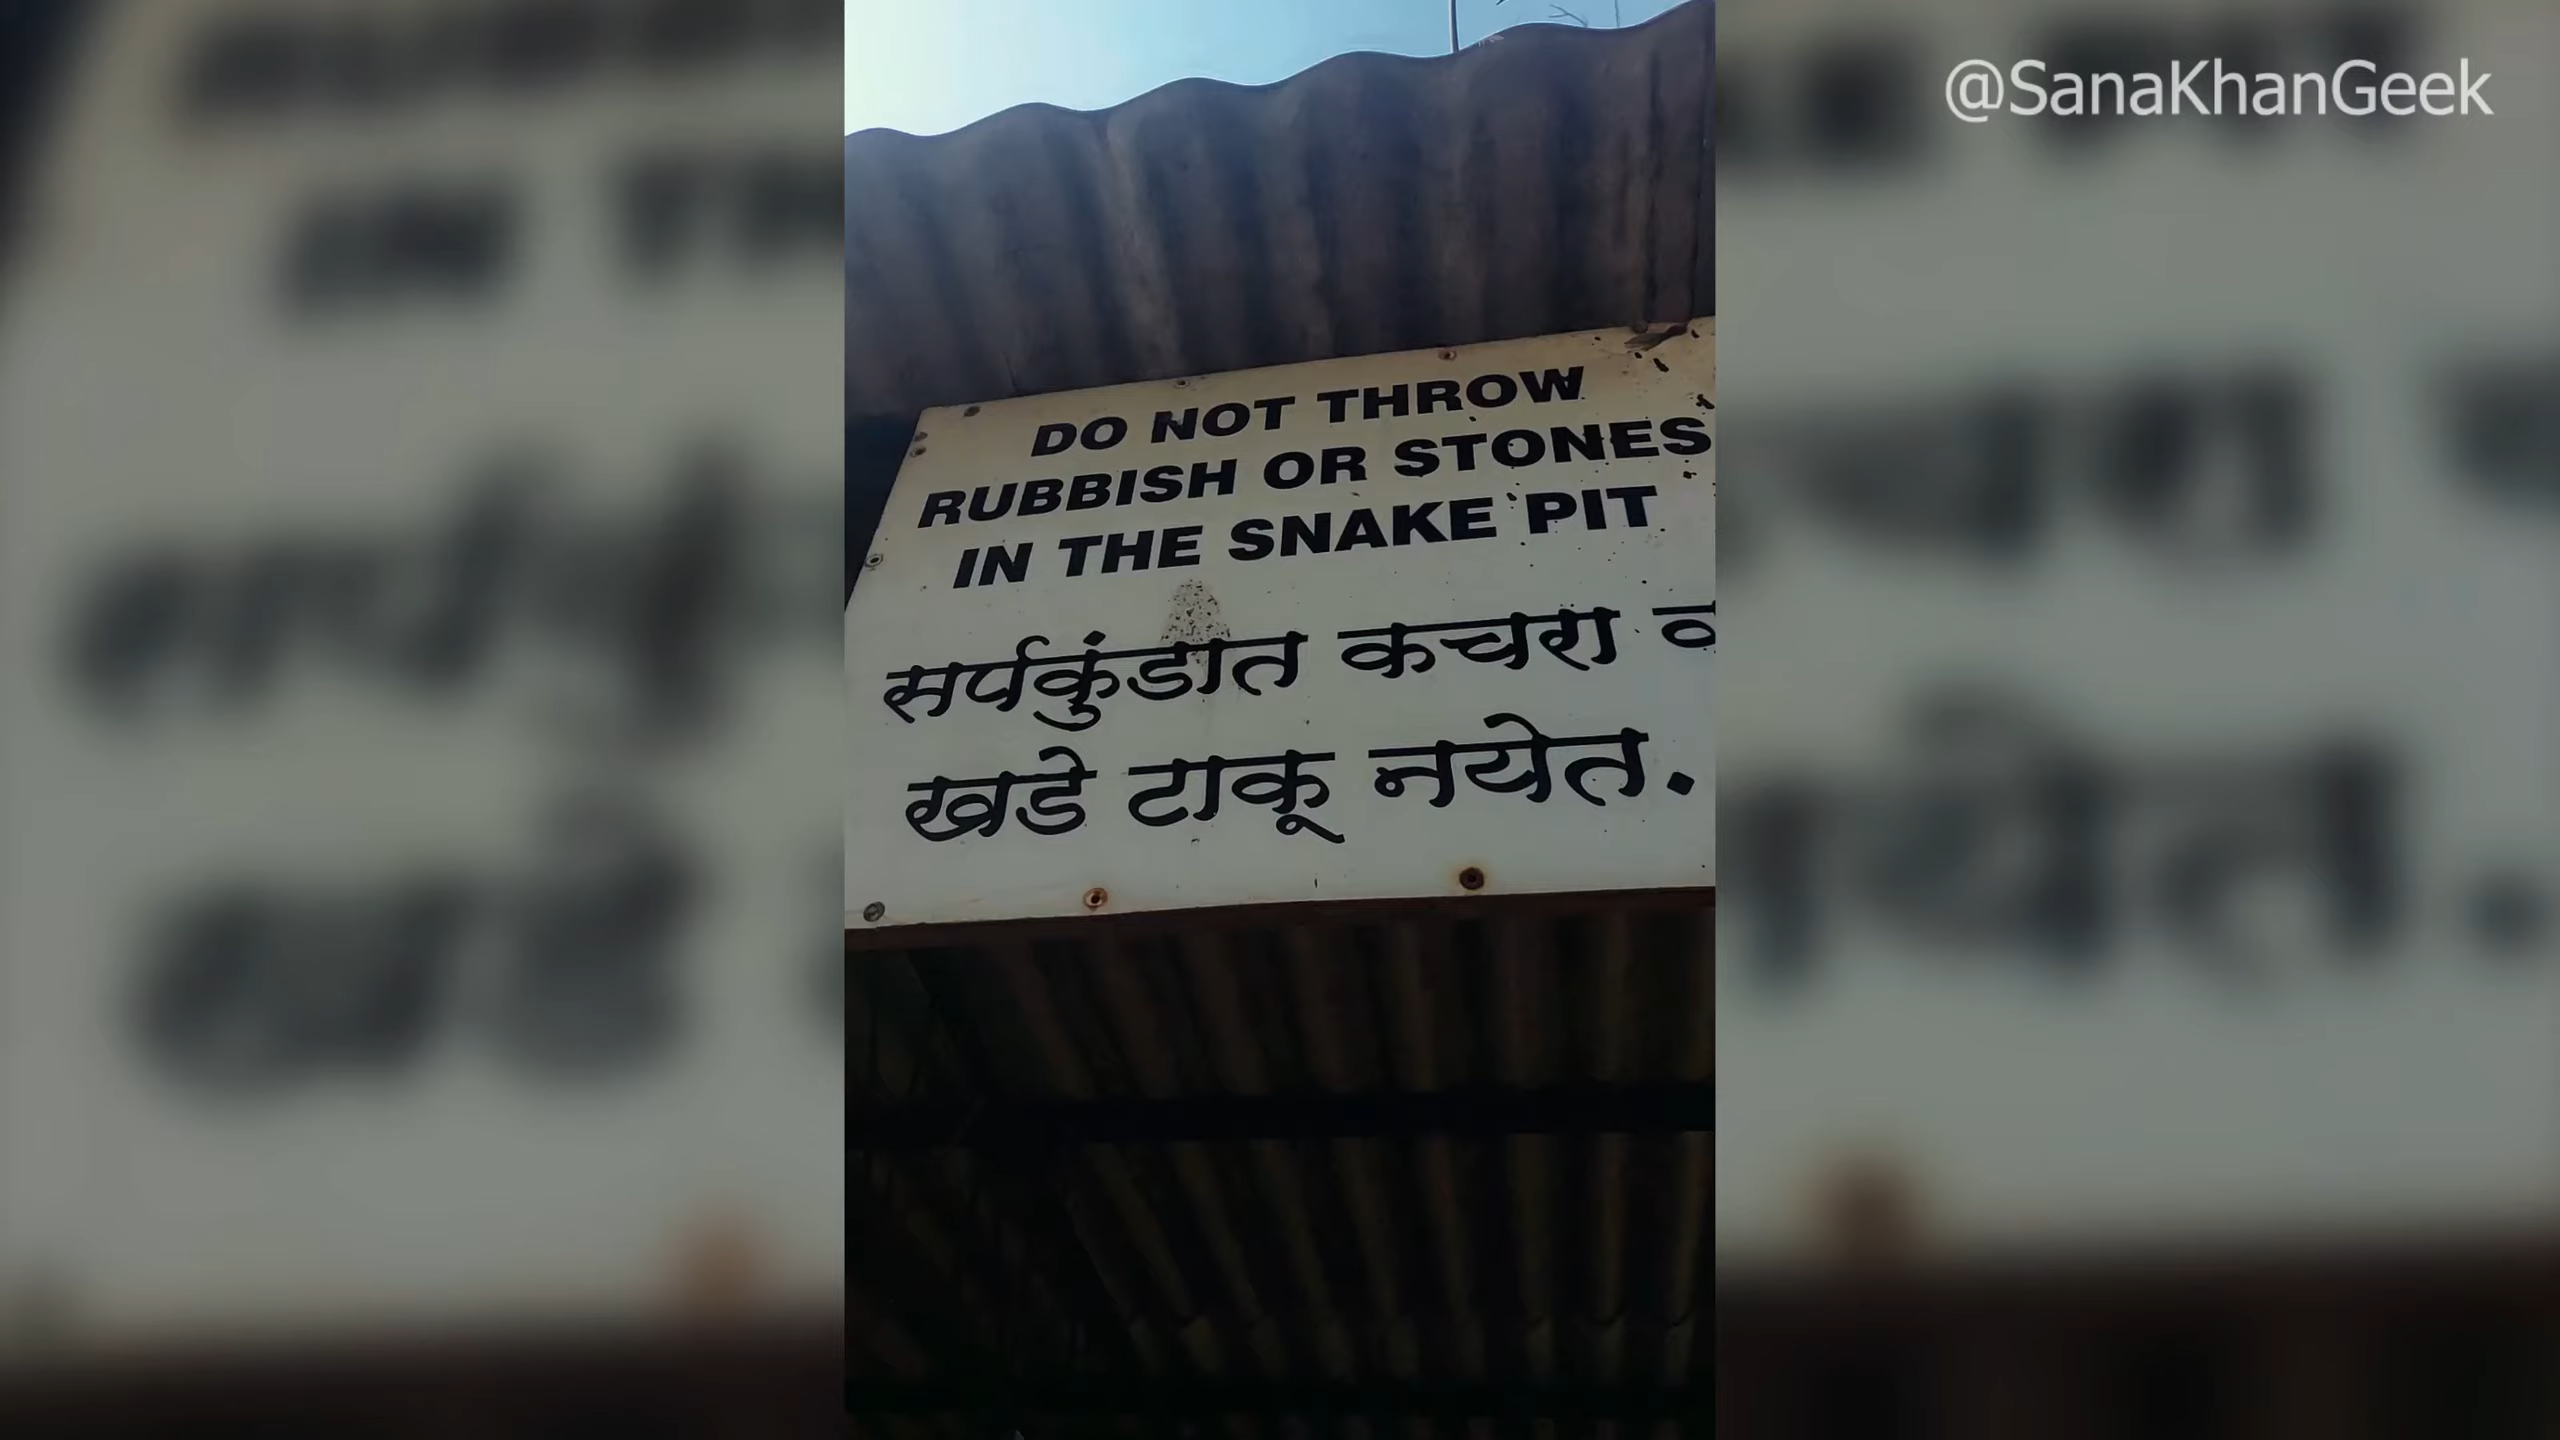 @SanaKhanGeek
DO NOT THROW
RUBBISH OR STONES
IN THE SNAKE PIT
सर्पकुंडात कचरा व
खडे टाकू नयेत.